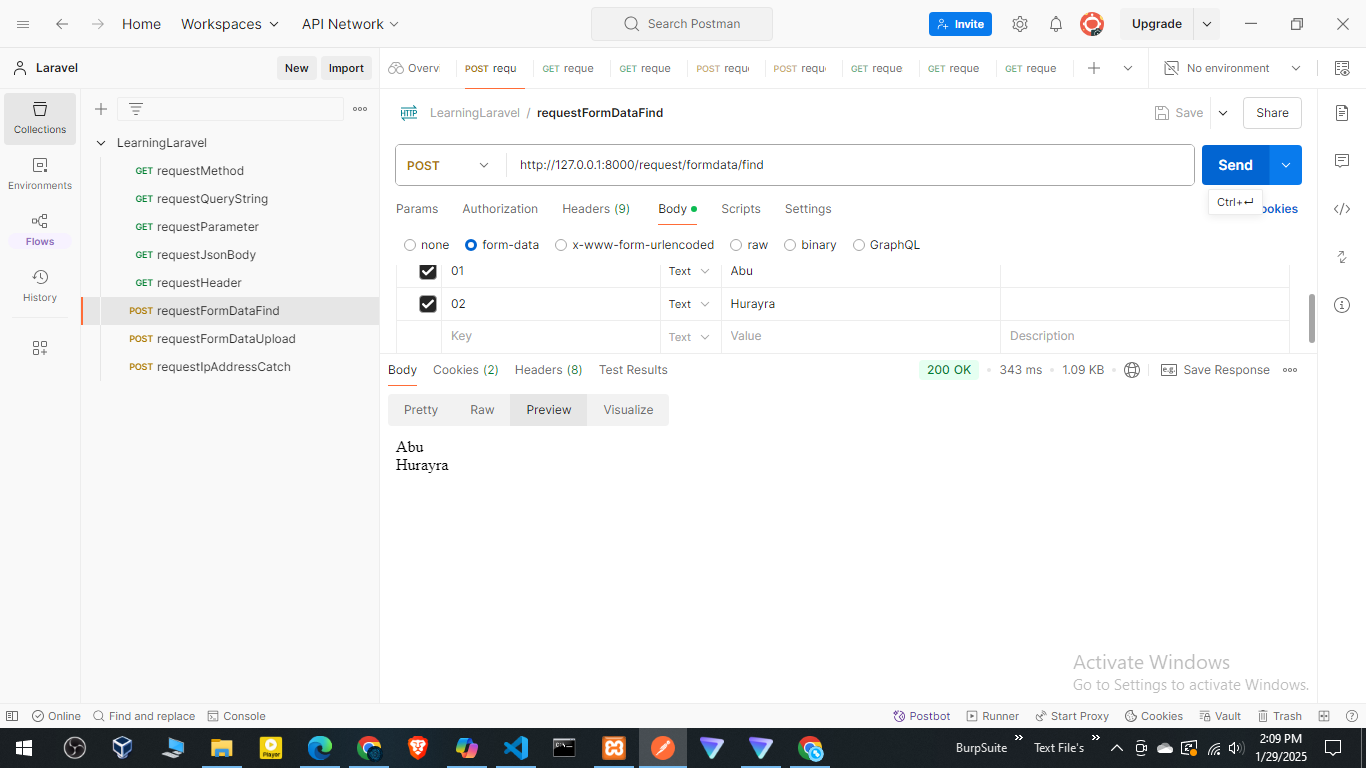 Home Workspaces API Network Search Postman Invite Upgrade
Laravel New Import Overv POST requ GET reque GET reque POST requ POST requ GET reque GET reque GET reque No environment
Collections
Environments
Flows
History
LearningLaravel
GET requestMethod
GET requestQueryString
GET requestParameter
GET requestJsonBody
GET requestHeader
POST requestFormDataFind
POST requestFormDataUpload
POST requestIpAddressCatch
HTTP LearningLaravel / requestFormDataFind Save Share
POST http://127.0.0.1:8000/request/formdata/find Send
Params Authorization Headers (9) Body Scripts Settings Ctrl+↵ ookies
none form-data x-www-form-urlencoded raw binary GraphQL
01 Text Abu
02 Text Hurayra
Key Text Value Description
Body Cookies (2) Headers (8) Test Results 200 OK 343 ms 1.09 KB e.g. Save Response
Pretty Raw Preview Visualize
Abu
Hurayra
Activate Windows
Go to Settings to activate Windows.
Online Find and replace Console Postbot Runner Start Proxy Cookies Vault Trash
Player BurpSuite » Text File's » 2:09 PM
1/29/2025